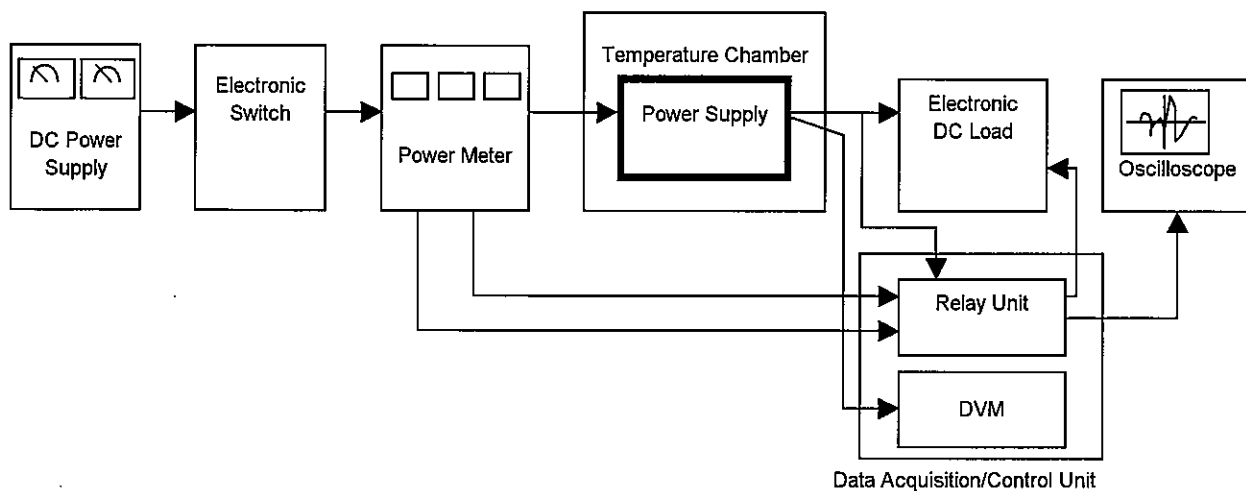 DC Power
Supply
Electronic
Switch
Power Meter
Temperature Chamber
Power Supply
Electronic
DC Load
Oscilloscope
Relay Unit
DVM
Data Acquisition/Control Unit